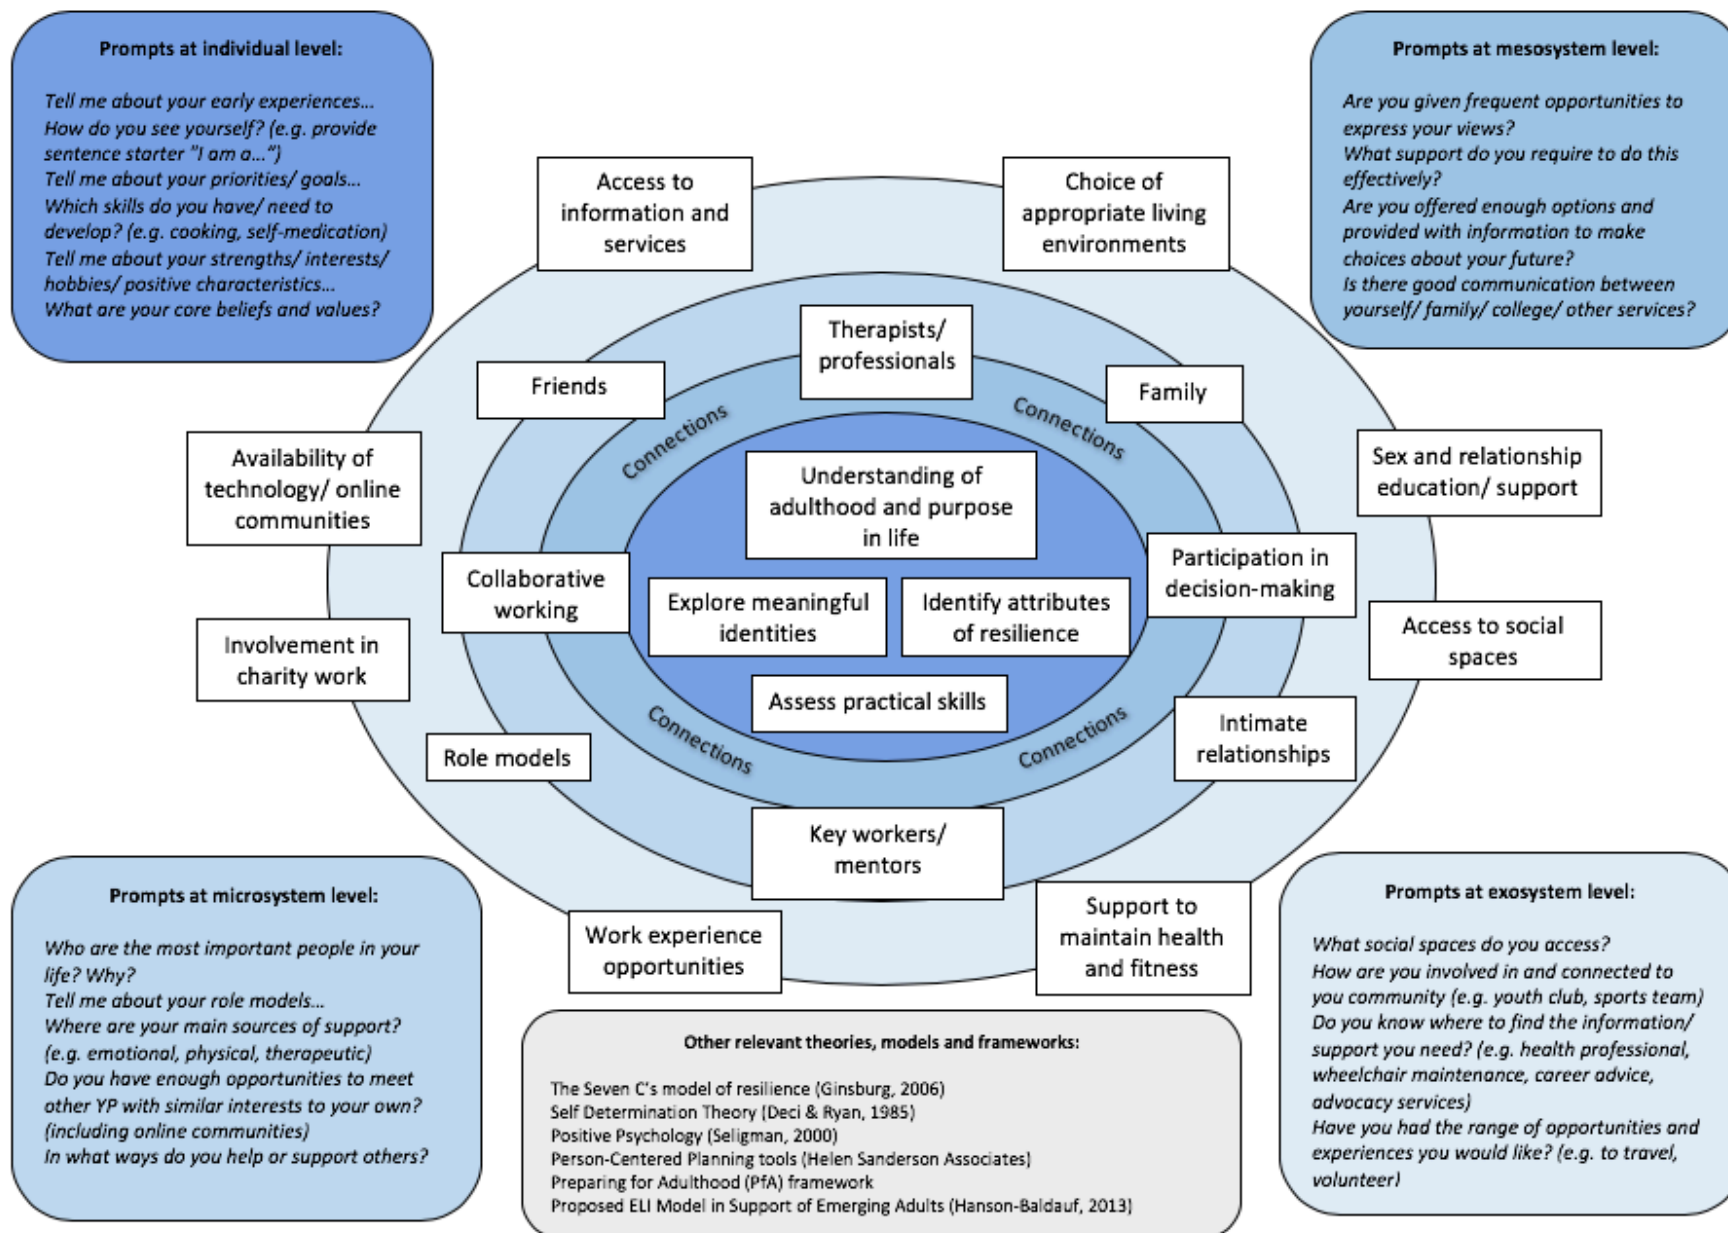 Prompts at individual level:
Tell me about your early experiences...
How do you see yourself? (e.g. provide
sentence starter "I am a...")
Tell me about your priorities/ goals...
Which skills do you have/ need to
develop? (e.g. cooking, self-medication)
Tell me about your strengths/ interests/
hobbies/ positive characteristics...
What are your core beliefs and values?
Prompts at mesosystem level:
Are you given frequent opportunities to
express your views?
What support do you require to do this
effectively?
Are you offered enough options and
provided with information to make
choices about your future?
Is there good communication between
yourself/ family/ college/ other services?
Access to
information and
services
Choice of
appropriate living
environments
Therapists/
professionals
Friends
Family
Connections
Connections
Availability of
technology/ online
communities
Sex and relationship
education/ support
Understanding of
adulthood and purpose
in life
Collaborative
working
Explore meaningful
identities
Identify attributes
of resilience
Participation in
decision-making
Involvement in
charity work
Access to social
spaces
Assess practical skills
Connections
Connections
Role models
Intimate
relationships
Key workers/
mentors
Work experience
opportunities
Support to
maintain health
and fitness
Prompts at microsystem level:
Who are the most important people in your
life? Why?
Tell me about your role models...
Where are your main sources of support?
(e.g. emotional, physical, therapeutic)
Do you have enough opportunities to meet
other YP with similar interests to your own?
(including online communities)
In what ways do you help or support others?
Other relevant theories, models and frameworks:
The Seven C's model of resilience (Ginsburg, 2006)
Self Determination Theory (Deci & Ryan, 1985)
Positive Psychology (Seligman, 2000)
Person-Centered Planning tools (Helen Sanderson Associates)
Preparing for Adulthood (PfA) framework
Proposed ELI Model in Support of Emerging Adults (Hanson-Baldauf, 2013)
Prompts at exosystem level:
What social spaces do you access?
How are you involved in and connected to
you community (e.g. youth club, sports team)
Do you know where to find the information/
support you need? (e.g. health professional,
wheelchair maintenance, career advice,
advocacy services)
Have you had the range of opportunities and
experiences you would like? (e.g. to travel,
volunteer)